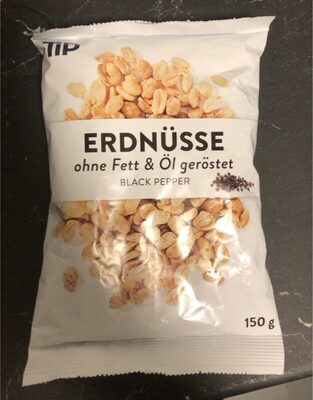 TIP
ERDNÜSSE
ohne Fett & Öl geröstet
BLACK PEPPER
150 g